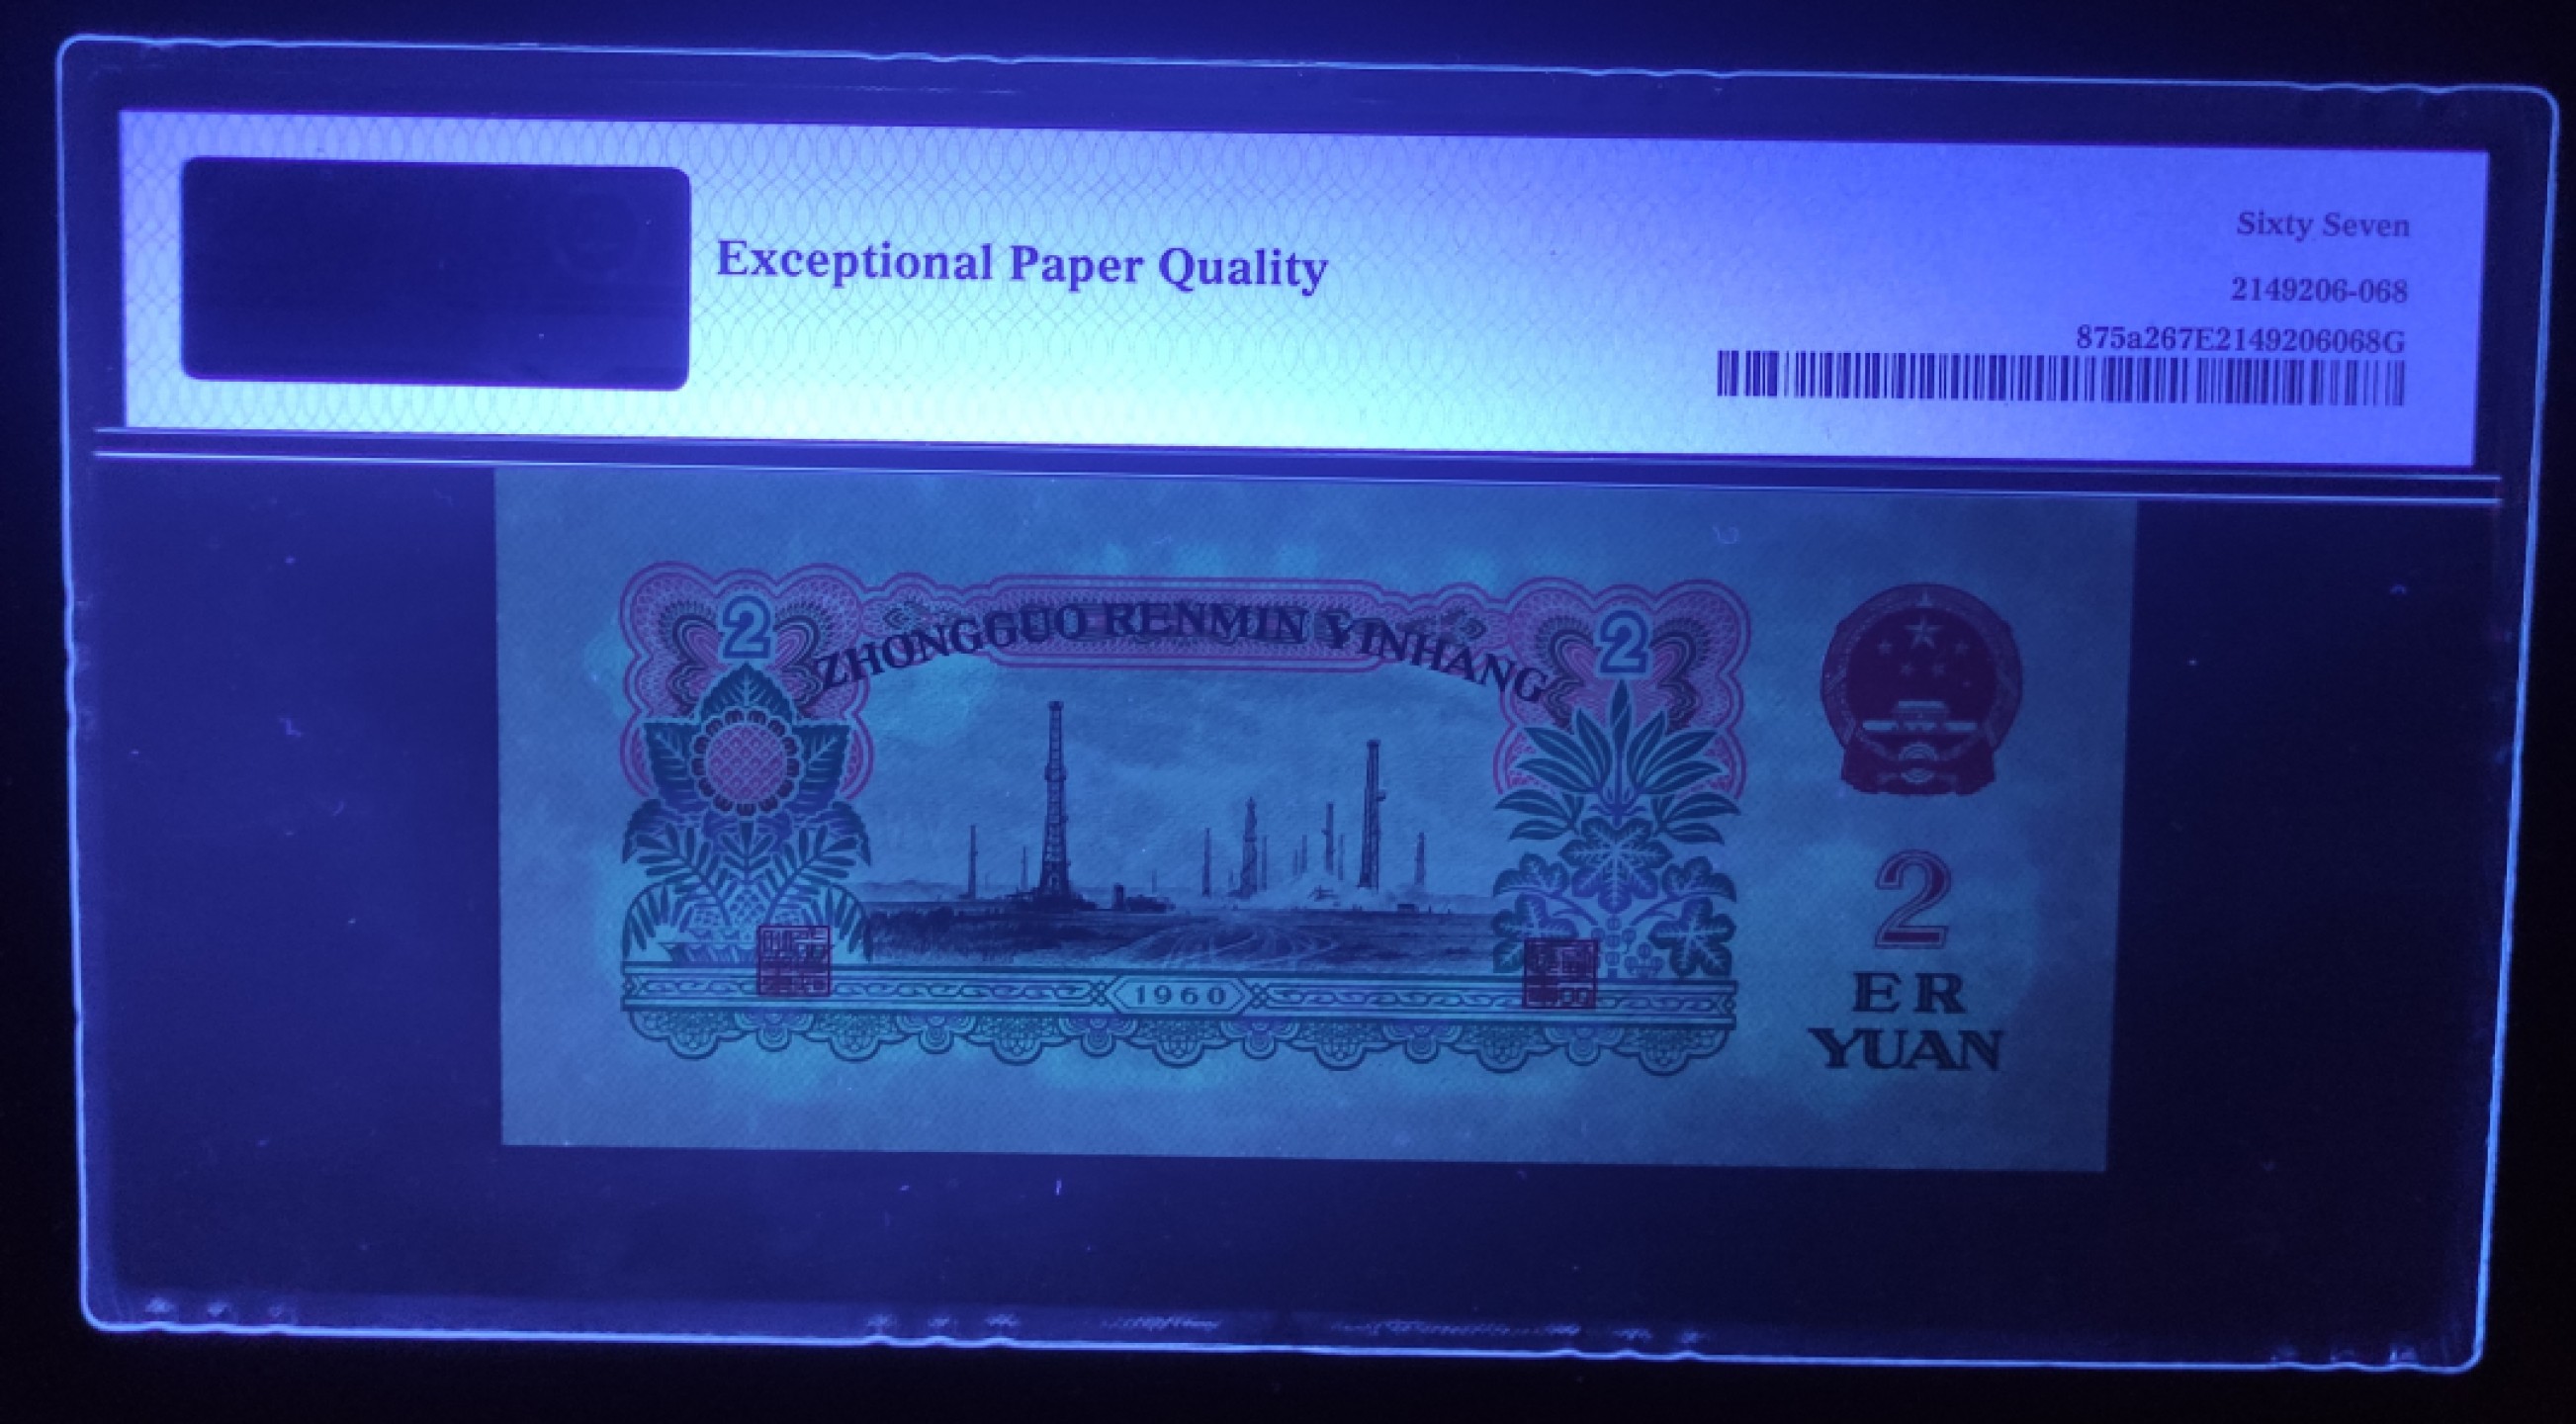 Exceptional Paper Quality
Sixty Seven
2149206-068
875a267E2149206068G
2
ZHONGGUO RENMIN YINHANG
2
1960
2
ER
YUAN